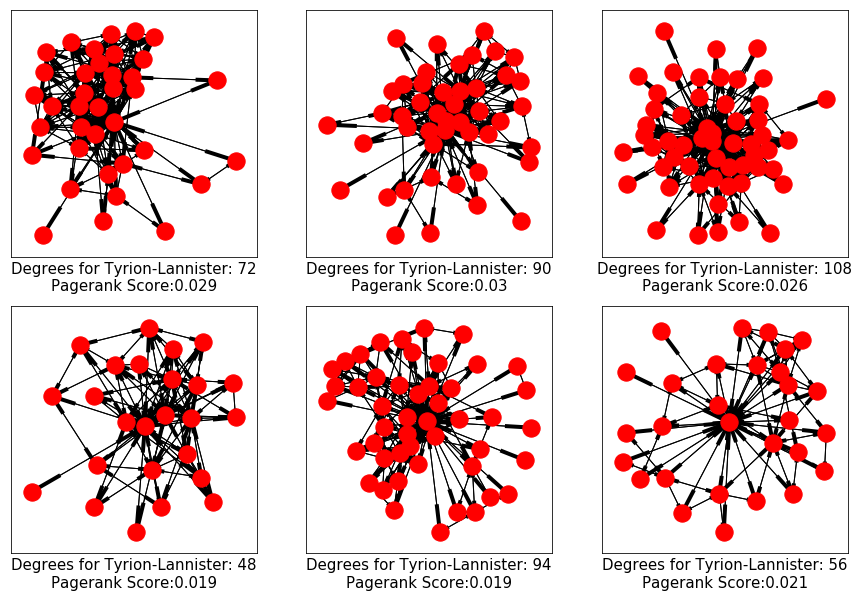 Degrees for Tyrion-Lannister: 72
Pagerank Score:0.029
Degrees for Tyrion-Lannister: 90
Pagerank Score:0.03
Degrees for Tyrion-Lannister: 108
Pagerank Score:0.026
Degrees for Tyrion-Lannister: 48
Pagerank Score:0.019
Degrees for Tyrion-Lannister: 94
Pagerank Score:0.019
Degrees for Tyrion-Lannister: 56
Pagerank Score:0.021